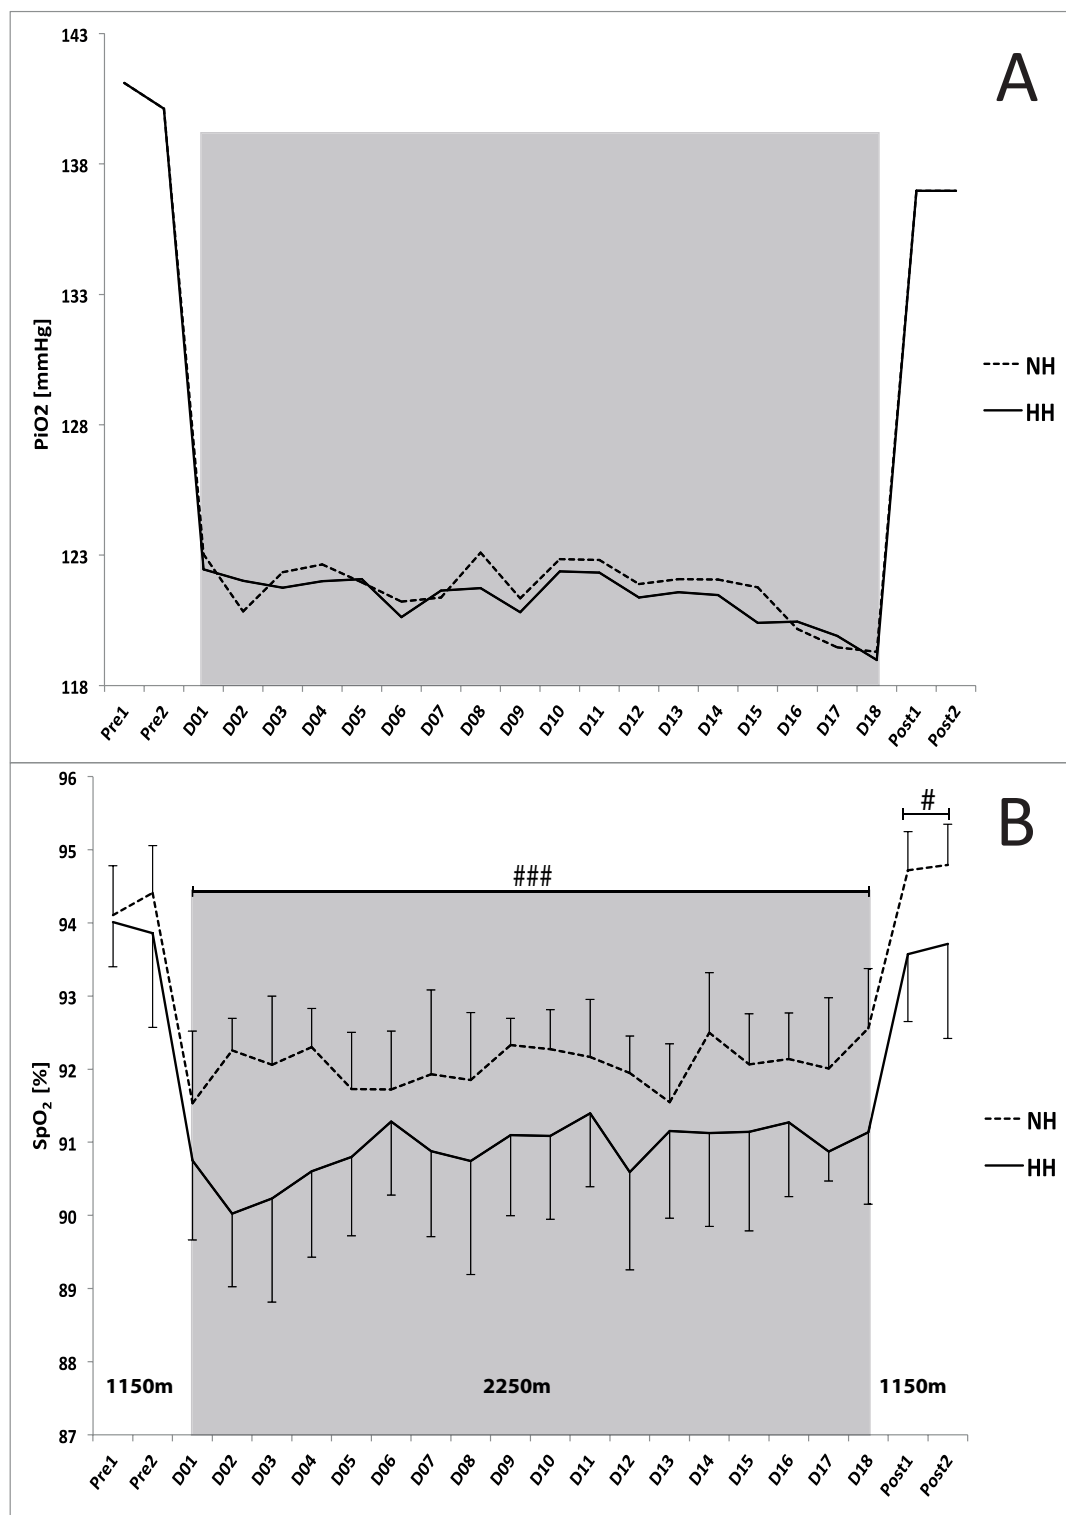 A
143
138
133
128
123
118
PiO2 [mmHg]
NH
HH
Pre1 Pre2 D01 D02 D03 D04 D05 D06 D07 D08 D09 D10 D11 D12 D13 D14 D15 D16 D17 D18 Post1 Post2
B
96
95
94
93
92
91
90
89
88
87
SpO₂ [%]
###
#
NH
HH
1150m 2250m 1150m
Pre1 Pre2 D01 D02 D03 D04 D05 D06 D07 D08 D09 D10 D11 D12 D13 D14 D15 D16 D17 D18 Post1 Post2